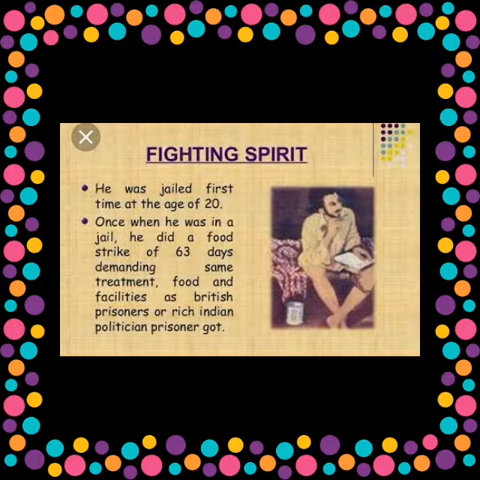 FIGHTING SPIRIT
He was jailed first
time at the age of 20.
Once when he was in a
jail, he did a food
strike of 63 days
demanding same
treatment, food and
facilities as british
prisoners or rich indian
politician prisoner got.